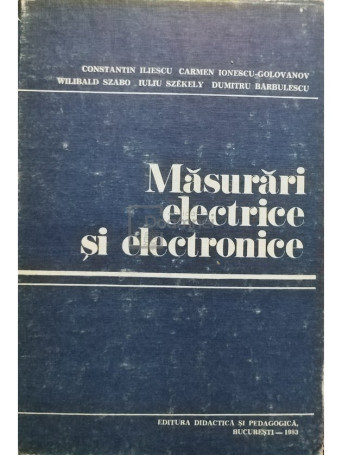 CONSTANTIN ILIESCU CARMEN IONESCU-GOLOVANOV
WILIBALD SZABO IULIU SZÉKELY DUMITRU BĂRBULESCU
Măsurări
electrice
și electronice
EDITURA DIDACTICĂ ȘI PEDAGOGICĂ,
BUCUREȘTI — 1983